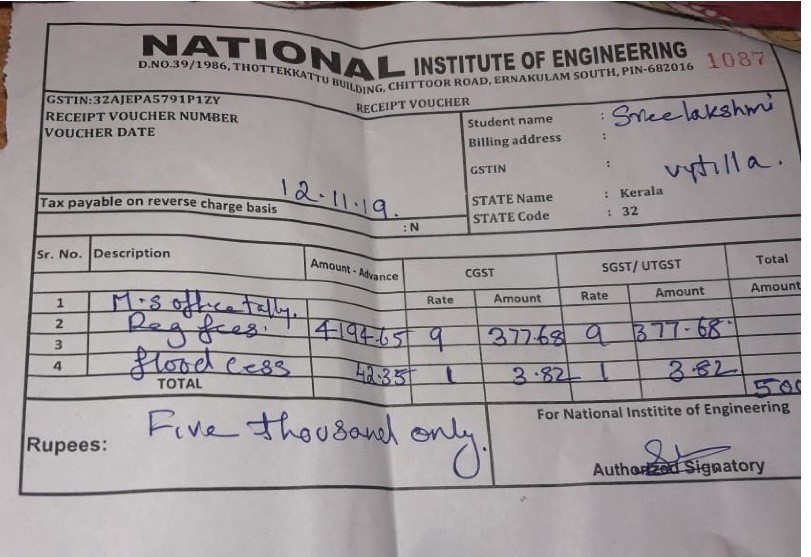 NATIONAL INSTITUTE OF ENGINEERING 1087
D.NO.39/1986, THOTTEKKATTU BUILDING, CHITTOOR ROAD, ERNAKULAM SOUTH, PIN-682016
RECEIPT VOUCHER
GSTIN:32AJEPA5791P1ZY
RECEIPT VOUCHER NUMBER
VOUCHER DATE
12.11.19.
Tax payable on reverse charge basis :N
Student name : Sreelakshmi
Billing address :
GSTIN : vytilla.
STATE Name : Kerala
STATE Code : 32
Sr. No. Description Amount - Advance CGST SGST/ UTGST Total
Rate Amount Rate Amount Amount
1 M.S office tally.
2 Reg fees. 4194.65 9 377.68 9 377.68
3
4 flood cess 42.35 1 3.82 1 3.82
TOTAL 500
Rupees: Five thousand only.
For National Institite of Engineering
Authorized Signatory